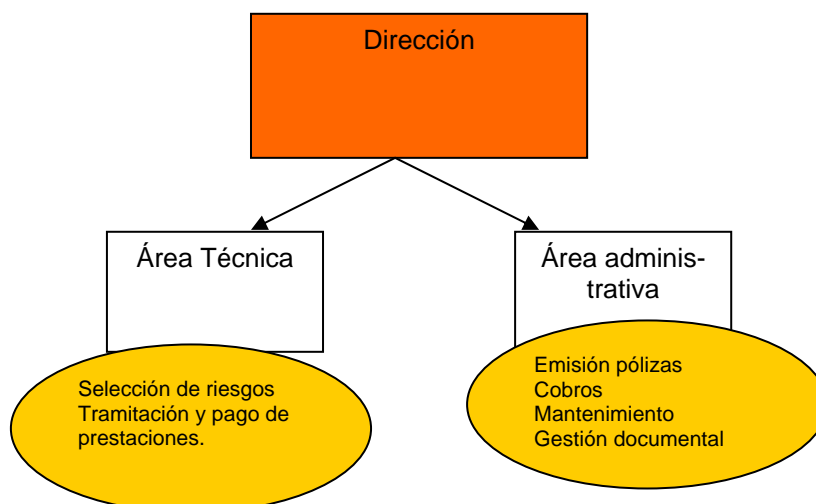 Dirección
Área Técnica
Área adminis-
trativa
Selección de riesgos
Tramitación y pago de
prestaciones.
Emisión pólizas
Cobros
Mantenimiento
Gestión documental